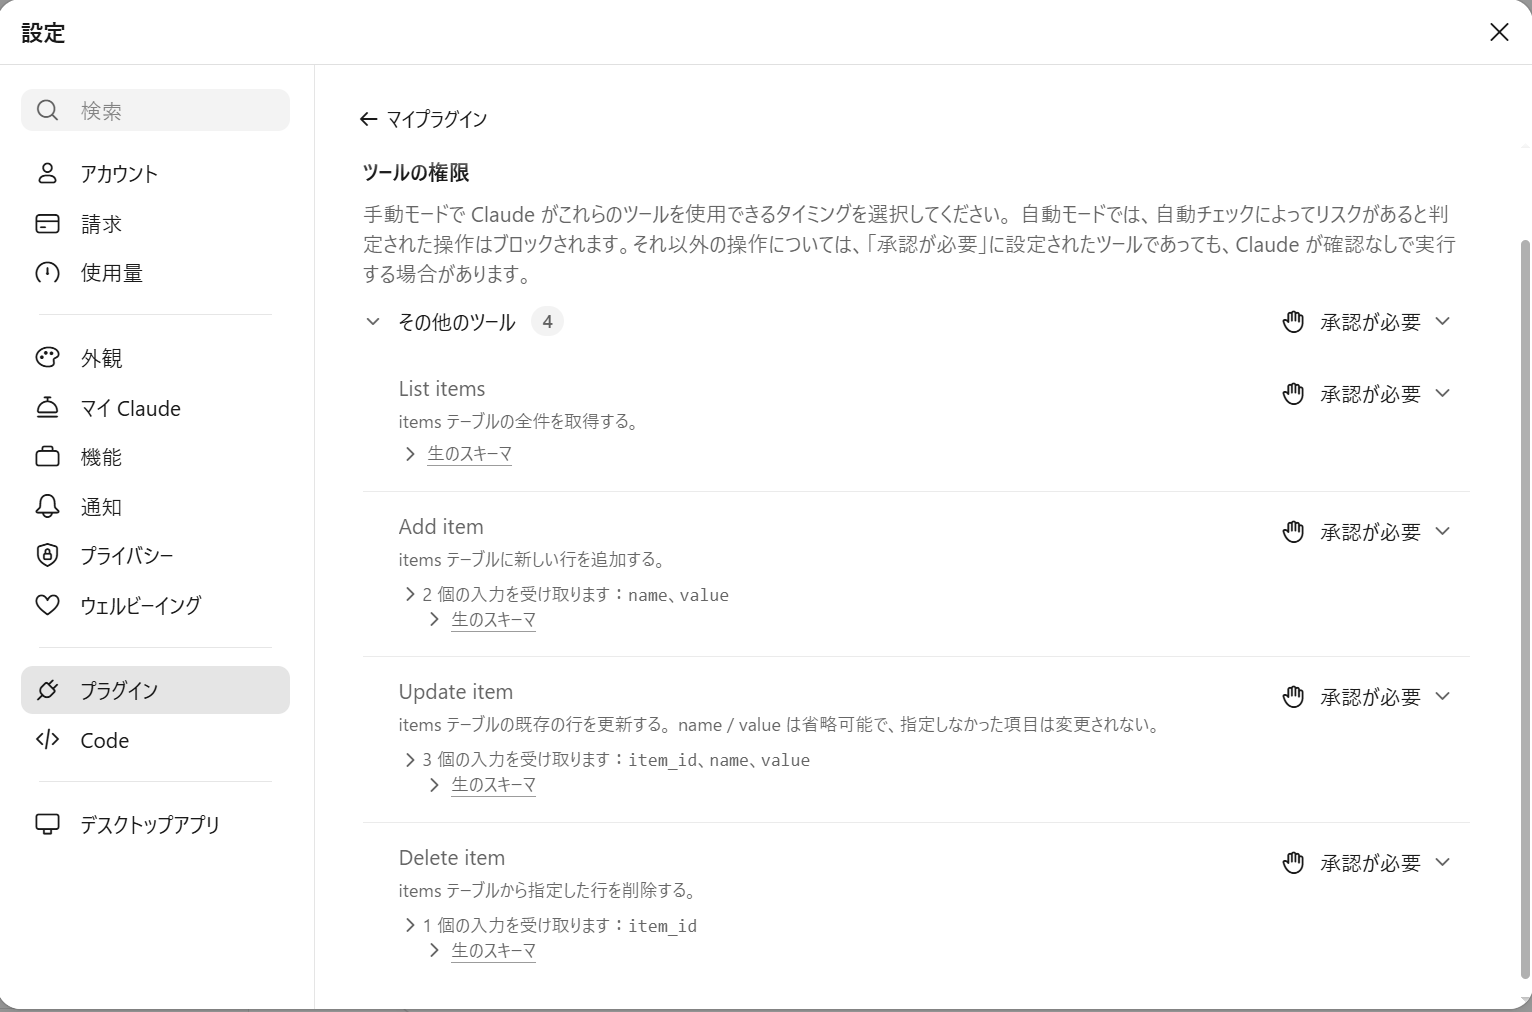 設定
検索
アカウント
請求
使用量
外観
マイ Claude
機能
通知
プライバシー
ウェルビーイング
プラグイン
Code
デスクトップアプリ
マイプラグイン
ツールの権限
手動モードで Claude がこれらのツールを使用できるタイミングを選択してください。 自動モードでは、自動チェックによってリスクがあると判
定された操作はブロックされます。それ以外の操作については、「承認が必要」に設定されたツールであっても、Claude が確認なしで実行
する場合があります。
その他のツール 4 承認が必要
List items 承認が必要
items テーブルの全件を取得する。
生のスキーマ
Add item 承認が必要
items テーブルに新しい行を追加する。
2 個の入力を受け取ります：name、value
生のスキーマ
Update item 承認が必要
items テーブルの既存の行を更新する。name / value は省略可能で、指定しなかった項目は変更されない。
3 個の入力を受け取ります：item_id、name、value
生のスキーマ
Delete item 承認が必要
items テーブルから指定した行を削除する。
1 個の入力を受け取ります：item_id
生のスキーマ